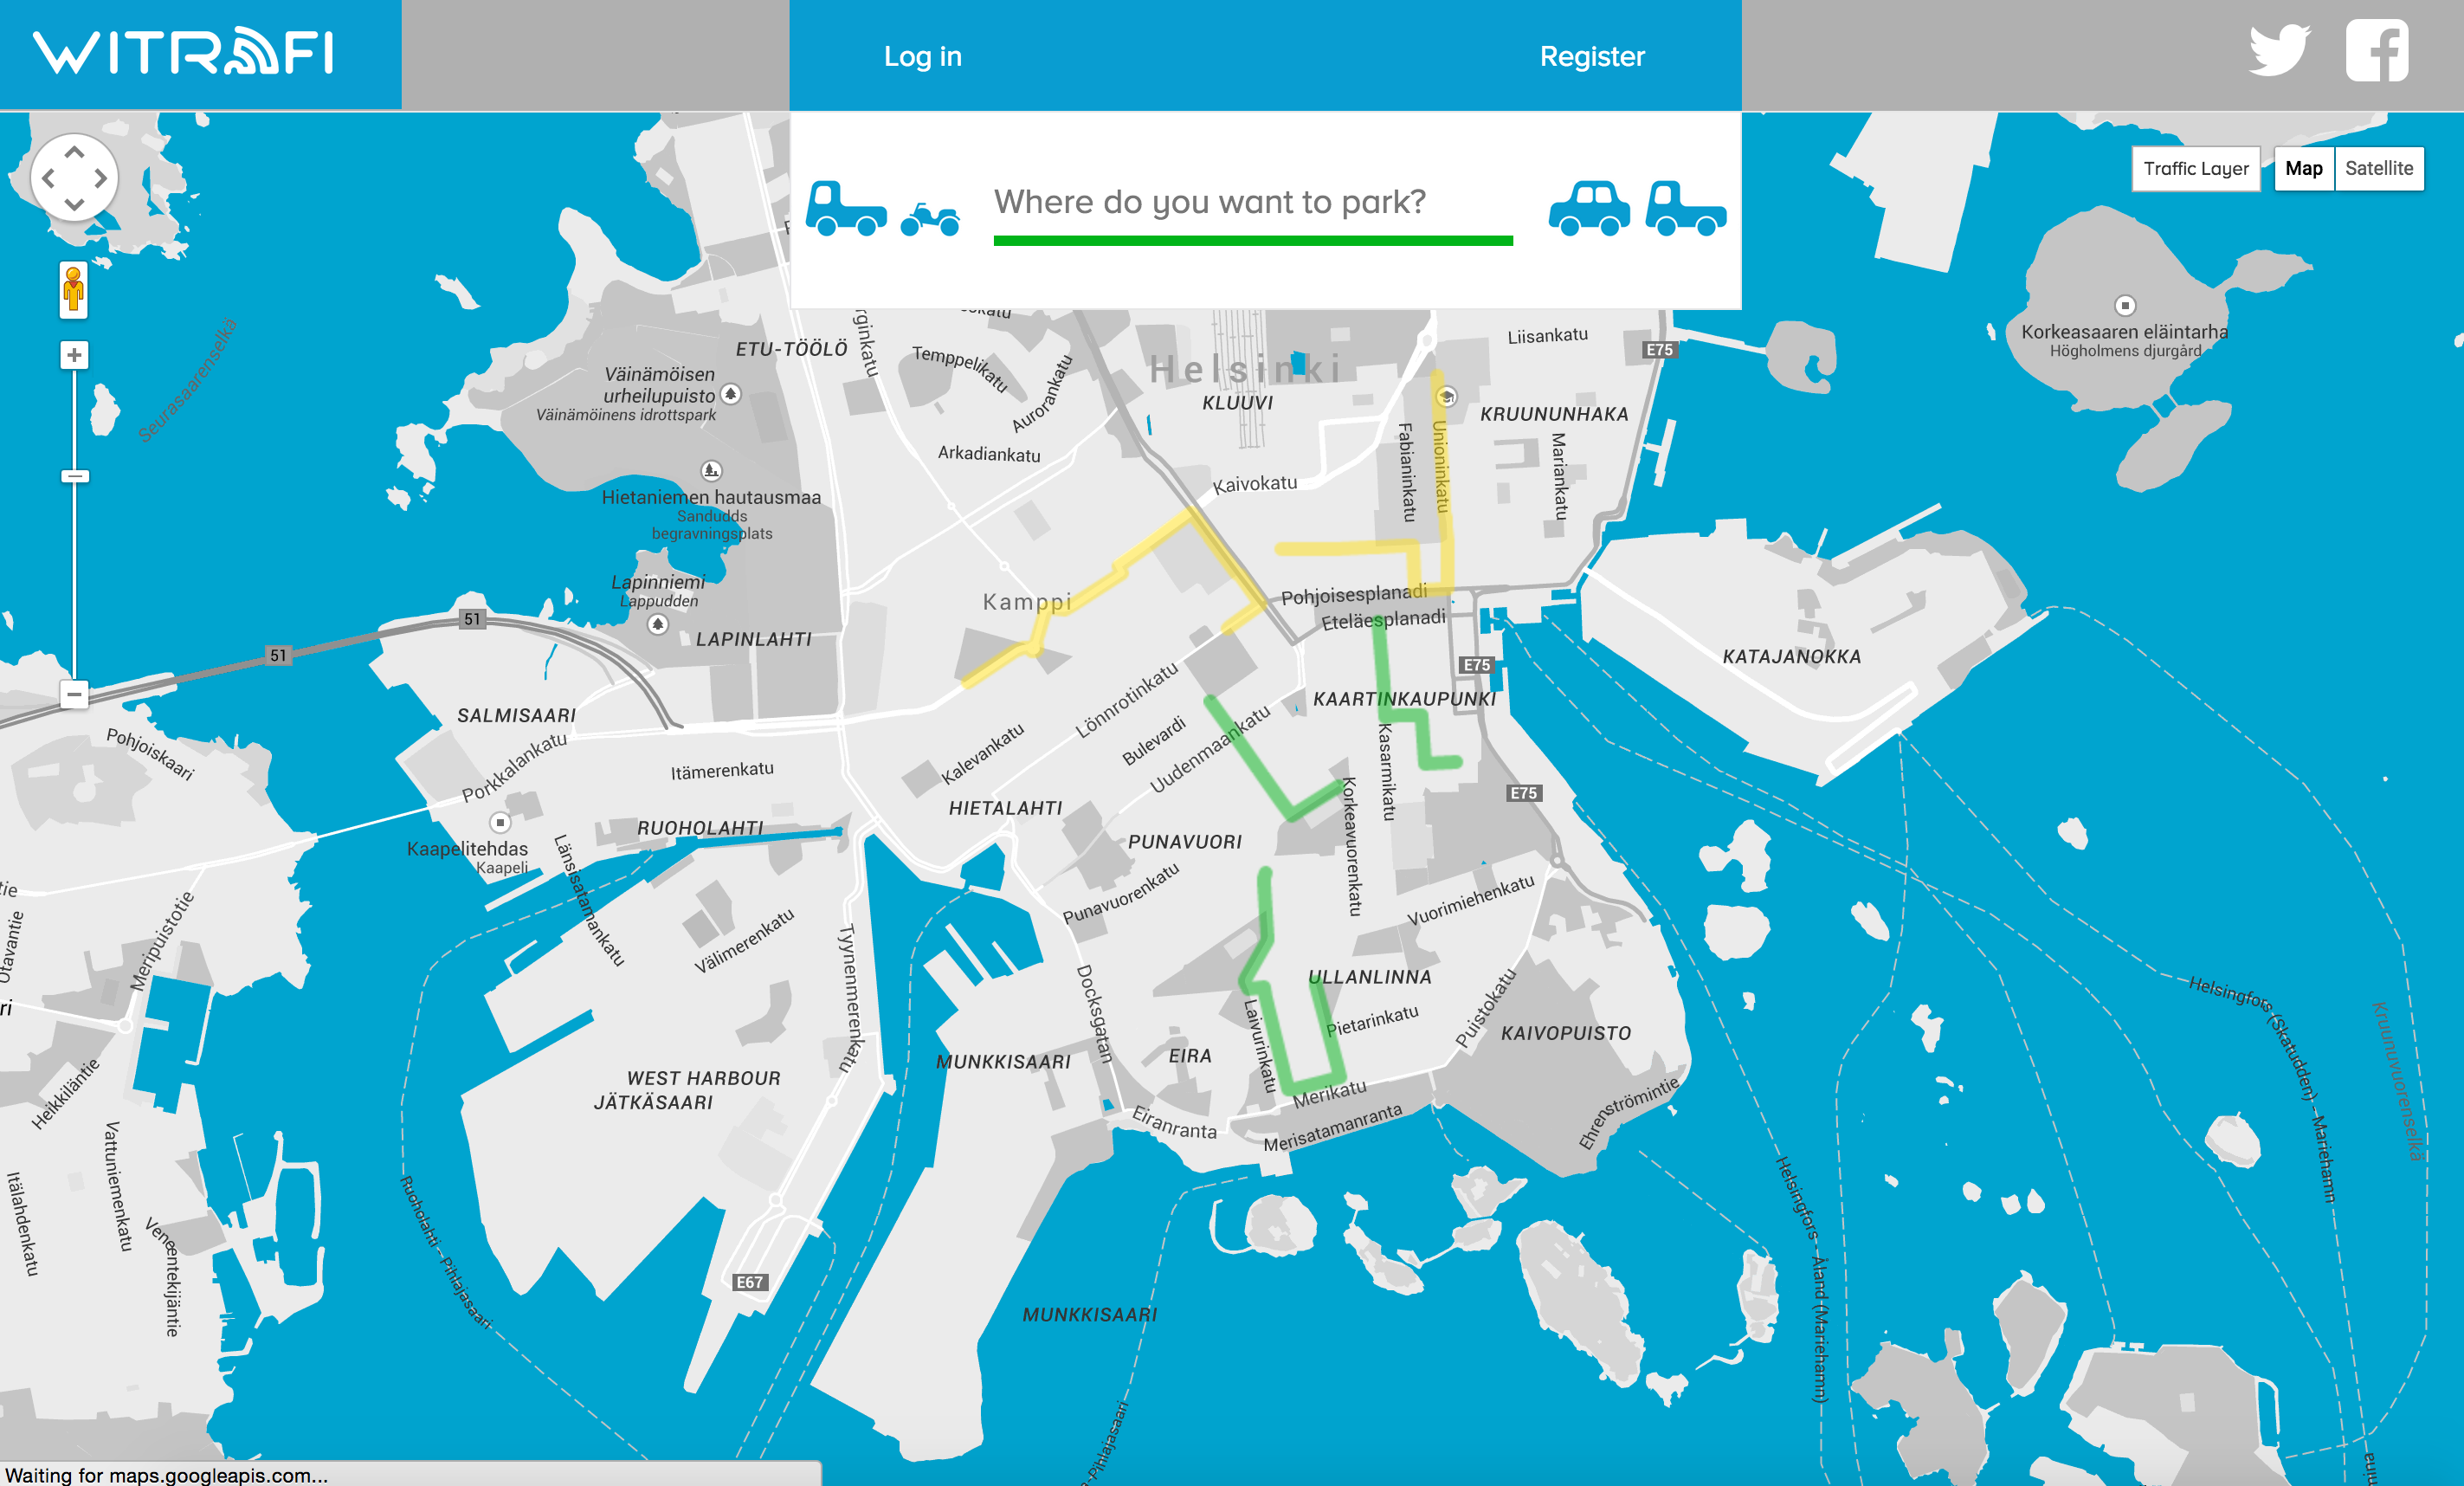 WITRAFI
Log in
Register
Where do you want to park?
Traffic Layer
Map
Satellite
Seurasaarenselkä
ETU-TÖÖLÖ
Väinämöisen
urheilupuisto
Väinämöinens idrottspark
Temppelikatu
Aurorankatu
Arkadiankatu
Helsinki
KLUUVI
Liisankatu
E75
KRUUNUNHAKA
Fabianinkatu
Unioninkatu
Mariankatu
Kaivokatu
Korkeasaaren eläintarha
Högholmens djurgård
Hietaniemen hautausmaa
Sandudds
begravningsplats
Lapinniemi
Lappudden
LAPINLAHTI
Kamppi
Pohjoisesplanadi
Eteläesplanadi
51
51
E75
KATAJANOKKA
KAARTINKAUPUNKI
SALMISAARI
Porkkalankatu
Pohjoiskaari
Itämerenkatu
Kalevankatu
Lönnrotinkatu
Bulevardi
Uudenmaankatu
Kasarmikatu
E75
HIETALAHTI
RUOHOLAHTI
Kaapelitehdas
Kaapeli
PUNAVUORI
Korkeavuorenkatu
Länsisatamankatu
Välimerenkatu
Punavuorenkatu
Vuorimiehenkatu
tie
Otavantie
Meripuistotie
Tyynenmerenkatu
Docksgatan
ULLANLINNA
Laivurinkatu
Pietarinkatu
Puistokatu
KAIVOPUISTO
ri
Heikkiläntie
WEST HARBOUR
JÄTKÄSAARI
MUNKKISAARI
EIRA
Merikatu
Eiranranta
Merisatamanranta
Ehrenströmintie
Helsingfors (Skatudden) - Mariehamn
Kruunuvuorenselkä
Vattuniemenkatu
Itälahdenkatu
Veneentekijäntie
Ruoholahti - Pihlajasaari
Helsingfors - Åland (Mariehamn)
E67
MUNKKISAARI
Pihlajasaari
Waiting for maps.googleapis.com...